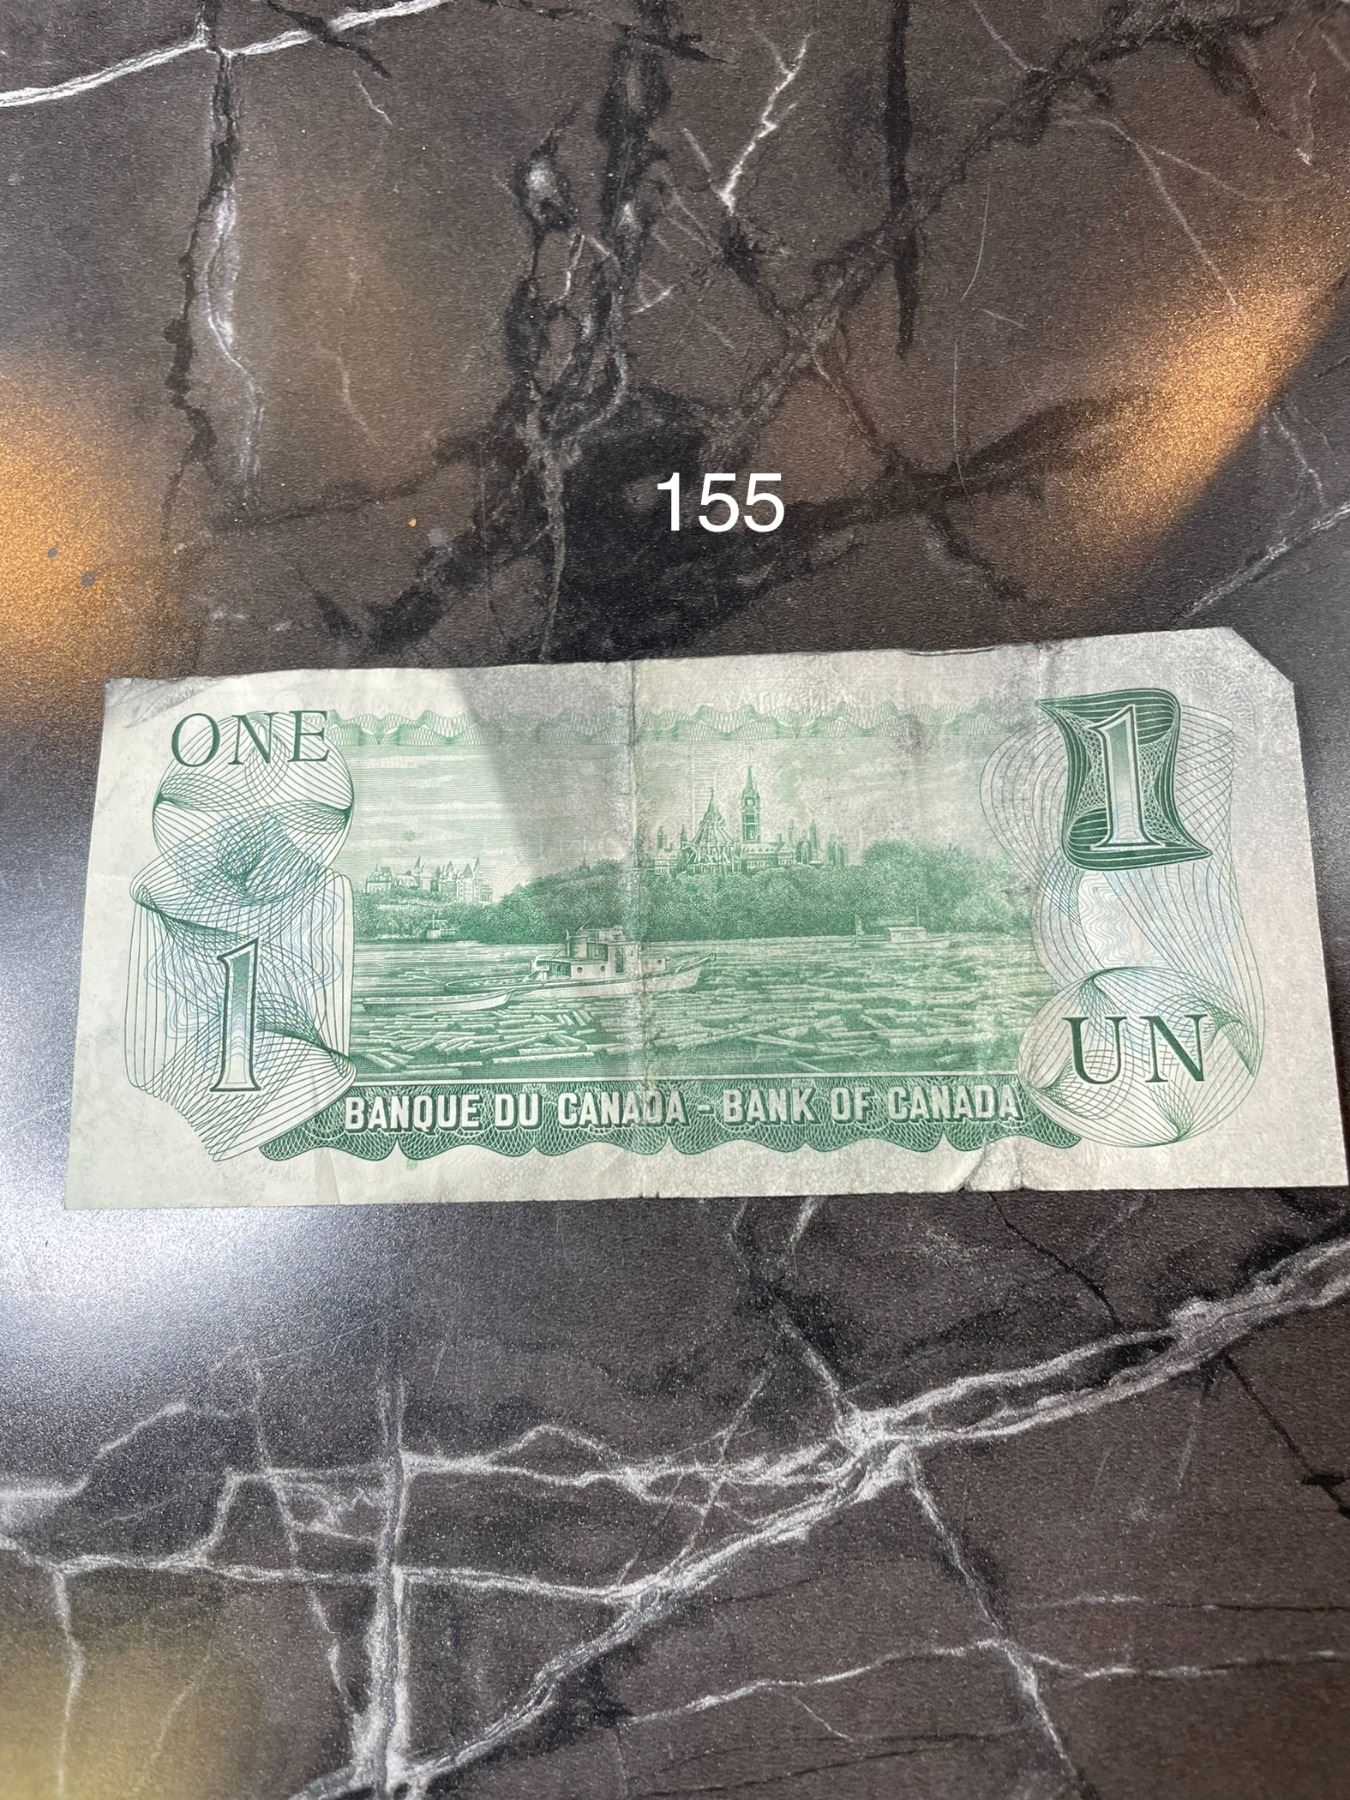 155
ONE
1
1
UN
BANQUE DU CANADA - BANK OF CANADA